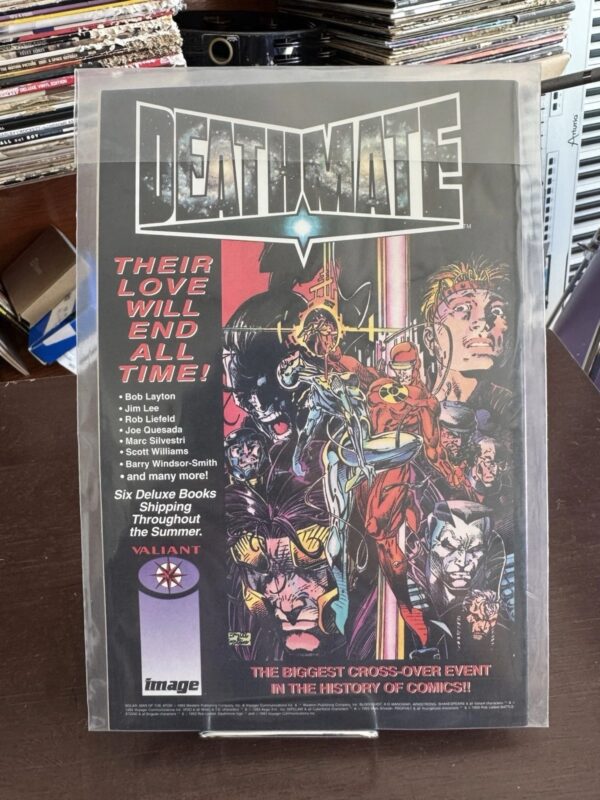 DEATHMATE
THEIR
LOVE
WILL
END
ALL
TIME!
• Bob Layton
• Jim Lee
• Rob Liefeld
• Joe Quesada
• Marc Silvestri
• Scott Williams
• Barry Windsor-Smith
• and many more!
Six Deluxe Books
Shipping
Throughout
the Summer.
VALIANT
image
THE BIGGEST CROSS-OVER EVENT
IN THE HISTORY OF COMICS!!
Arturia